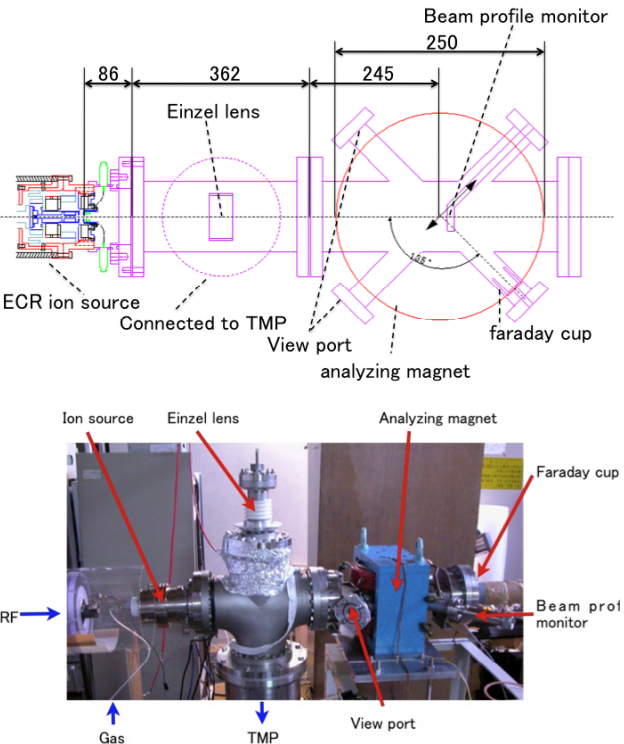 Beam profile monitor
250
86
362
245
Einzel lens
135°
ECR ion source
Connected to TMP
View port
faraday cup
analyzing magnet
Ion source
Einzel lens
Analyzing magnet
Faraday cup
RF
Beam prof
monitor
View port
Gas
TMP